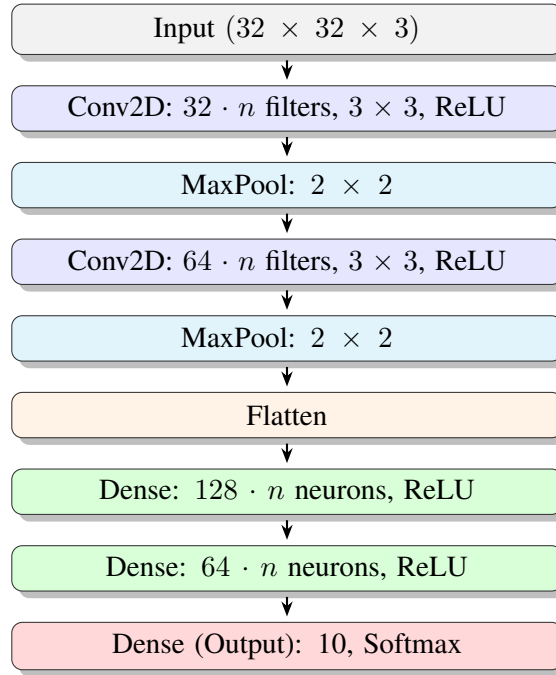 Input (32 × 32 × 3)
Conv2D: 32 · n filters, 3 × 3, ReLU
MaxPool: 2 × 2
Conv2D: 64 · n filters, 3 × 3, ReLU
MaxPool: 2 × 2
Flatten
Dense: 128 · n neurons, ReLU
Dense: 64 · n neurons, ReLU
Dense (Output): 10, Softmax